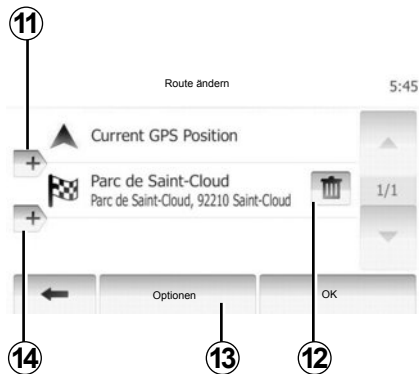 11
Route ändern 5:45
Current GPS Position
+
Parc de Saint-Cloud
Parc de Saint-Cloud, 92210 Saint-Cloud
1/1
+
Optionen OK
14 13 12